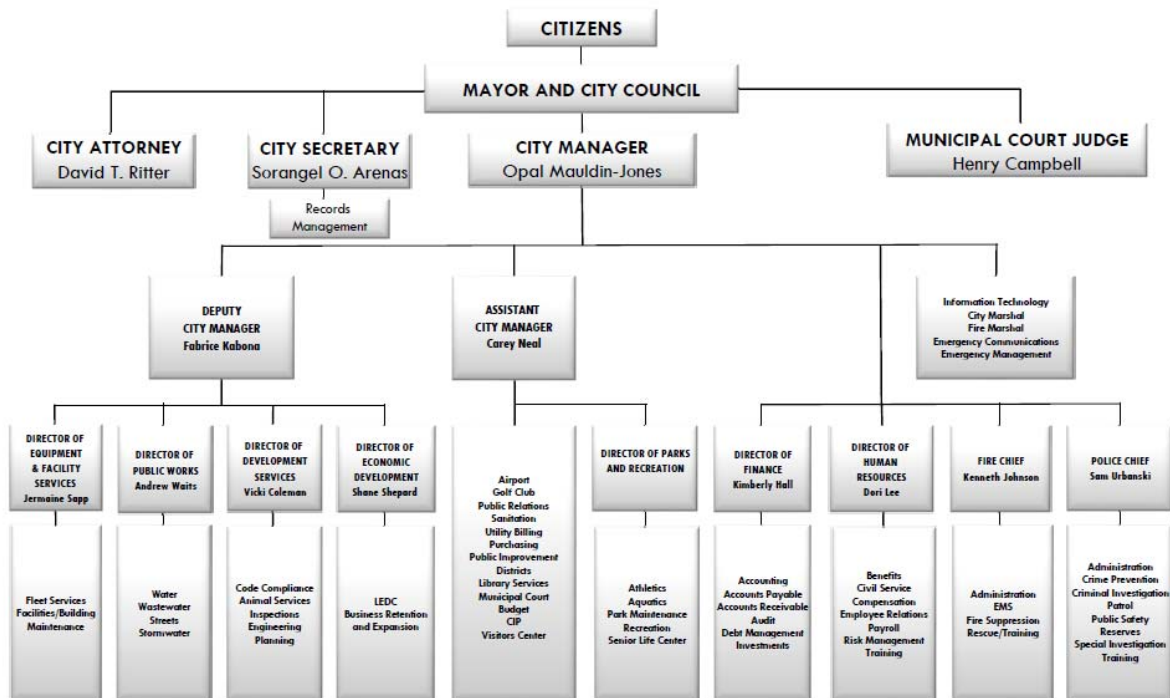 CITIZENS
MAYOR AND CITY COUNCIL
CITY ATTORNEY
David T. Ritter
CITY SECRETARY
Sorangel O. Arenas
CITY MANAGER
Opal Mauldin-Jones
MUNICIPAL COURT JUDGE
Henry Campbell
Records
Management
DEPUTY
CITY MANAGER
Fabrice Kabona
ASSISTANT
CITY MANAGER
Carey Neal
Information Technology
City Marshal
Fire Marshal
Emergency Communications
Emergency Management
DIRECTOR OF
EQUIPMENT
& FACILITY
SERVICES
Jermaine Sapp
DIRECTOR OF
PUBLIC WORKS
Andrew Waits
DIRECTOR OF
DEVELOPMENT
SERVICES
Vicki Coleman
DIRECTOR OF
ECONOMIC
DEVELOPMENT
Shane Shepard
DIRECTOR OF PARKS
AND RECREATION
DIRECTOR OF
FINANCE
Kimberly Hall
DIRECTOR OF
HUMAN
RESOURCES
Dori Lee
FIRE CHIEF
Kenneth Johnson
POLICE CHIEF
Sam Urbanski
Fleet Services
Facilities/Building
Maintenance
Water
Wastewater
Streets
Stormwater
Code Compliance
Animal Services
Inspections
Engineering
Planning
LEDC
Business Retention
and Expansion
Airport
Golf Club
Public Relations
Sanitation
Utility Billing
Purchasing
Public Improvement
Districts
Library Services
Municipal Court
Budget
CIP
Visitors Center
Athletics
Aquatics
Park Maintenance
Recreation
Senior Life Center
Accounting
Accounts Payable
Accounts Receivable
Audit
Debt Management
Investments
Benefits
Civil Service
Compensation
Employee Relations
Payroll
Risk Management
Training
Administration
EMS
Fire Suppression
Rescue/Training
Administration
Crime Prevention
Criminal Investigation
Patrol
Public Safety
Reserves
Special Investigation
Training